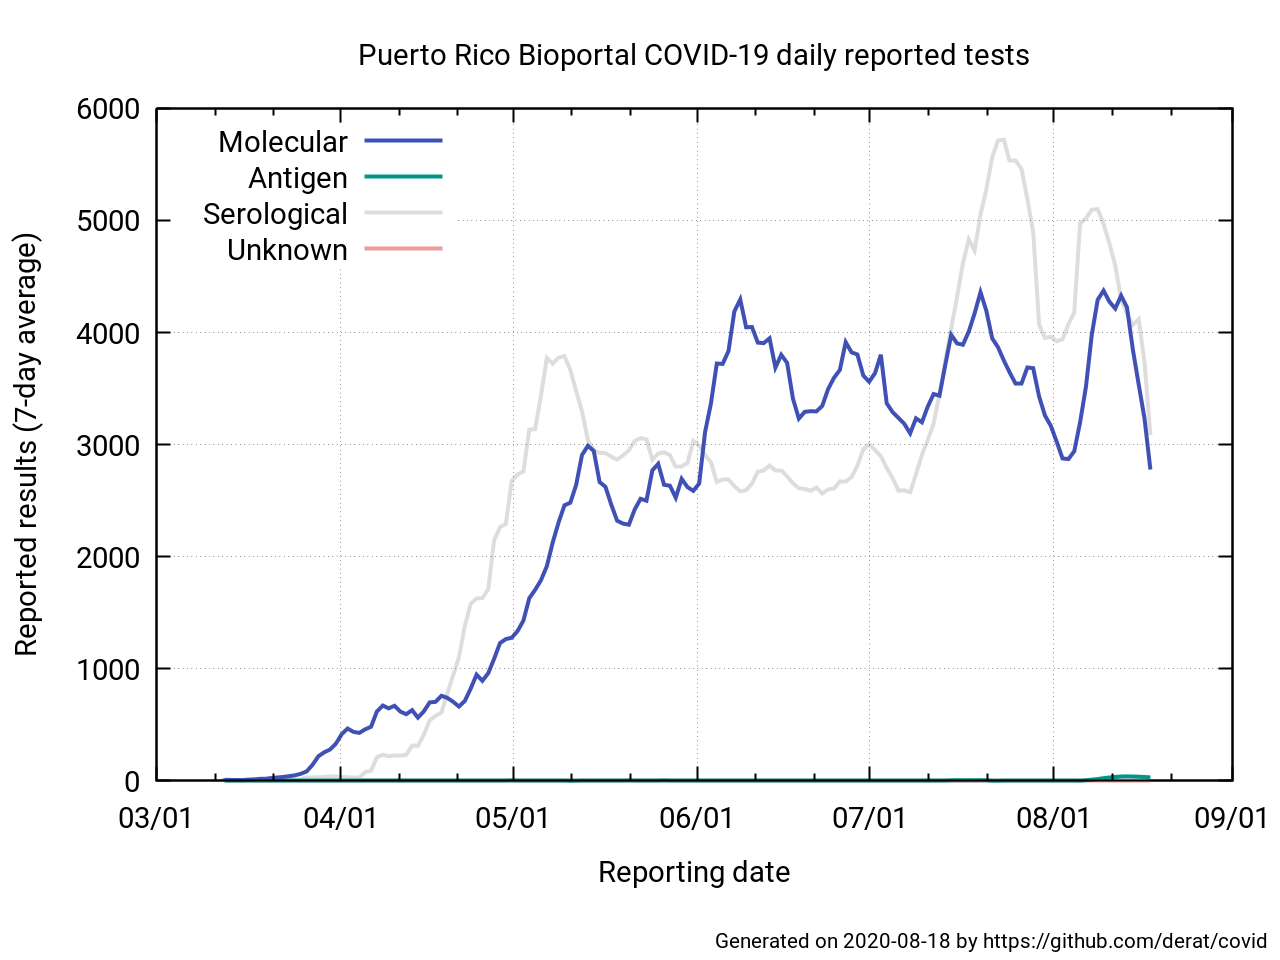 Puerto Rico Bioportal COVID-19 daily reported tests
Reported results (7-day average)
6000
5000
4000
3000
2000
1000
0
Molecular
Antigen
Serological
Unknown
03/01 04/01 05/01 06/01 07/01 08/01 09/01
Reporting date
Generated on 2020-08-18 by https://github.com/derat/covid